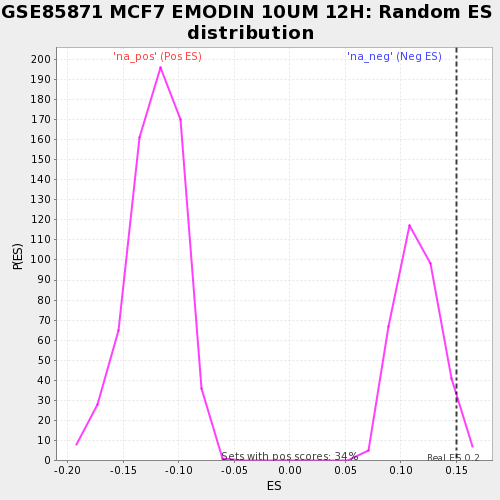 GSE85871 MCF7 EMODIN 10UM 12H: Random ES
distribution
'na_pos' (Pos ES)
'na_neg' (Neg ES)
200
190
180
170
160
150
140
130
120
110
100
90
80
70
60
50
40
30
20
10
0
P(ES)
Sets with pos scores: 34%
Real ES 0.2
-0.20 -0.15 -0.10 -0.05 0.00 0.05 0.10 0.15
ES